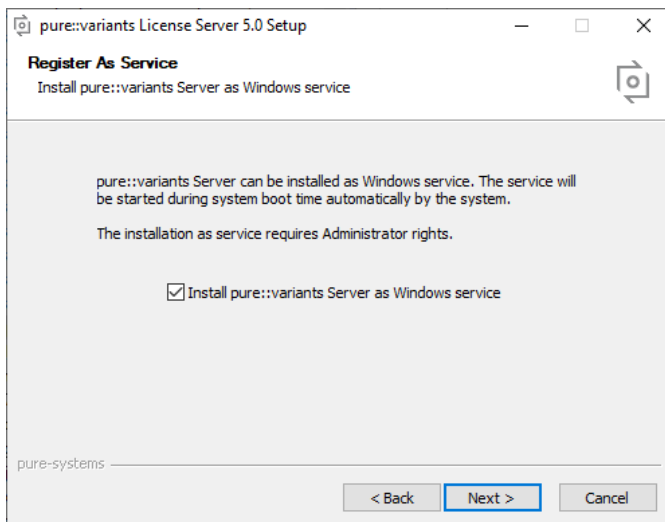 pure::variants License Server 5.0 Setup
Register As Service
Install pure::variants Server as Windows service
pure::variants Server can be installed as Windows service. The service will
be started during system boot time automatically by the system.
The installation as service requires Administrator rights.
Install pure::variants Server as Windows service
pure-systems
< Back
Next >
Cancel